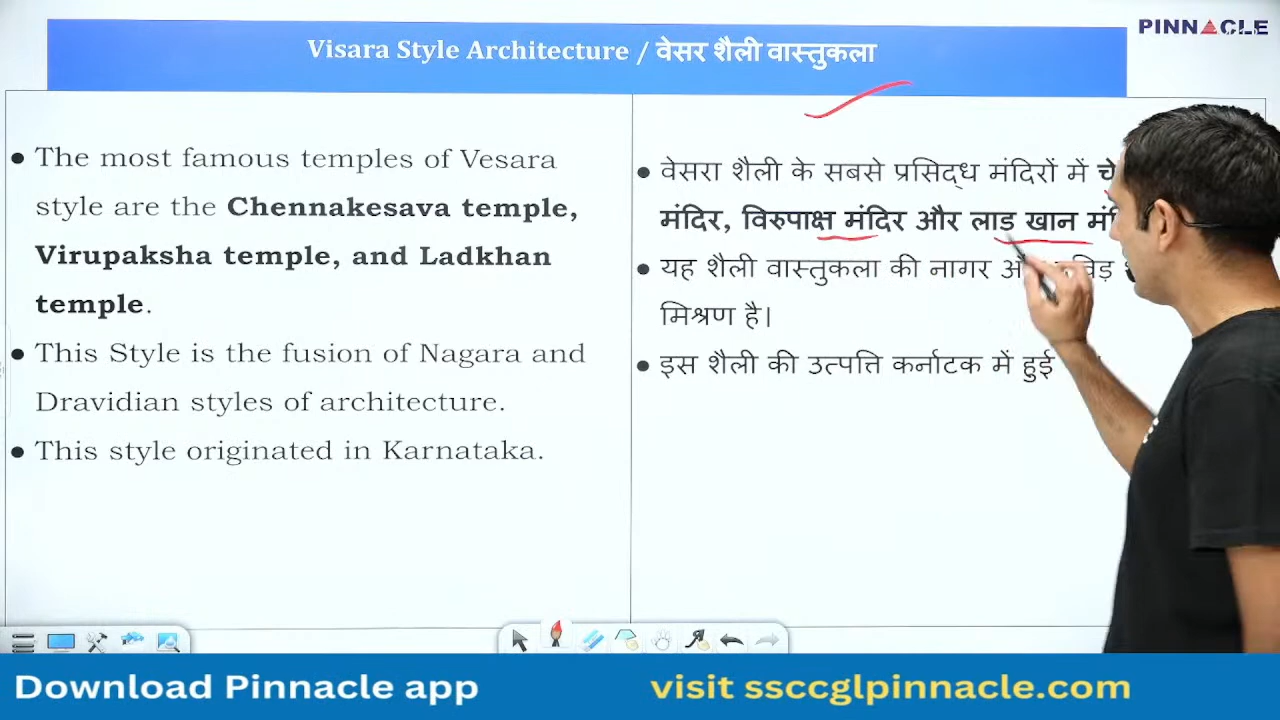 PINNACLE
Visara Style Architecture / वेसर शैली वास्तुकला
● The most famous temples of Vesara
style are the Chennakesava temple,
Virupaksha temple, and Ladkhan
temple.
● This Style is the fusion of Nagara and
Dravidian styles of architecture.
● This style originated in Karnataka.
● वेसरा शैली के सबसे प्रसिद्ध मंदिरों में
मंदिर, विरुपाक्ष मंदिर और लाड खान
● यह शैली वास्तुकला की नागर
मिश्रण है।
● इस शैली की उत्पत्ति कर्नाटक में हुई
Download Pinnacle app
visit ssccglpinnacle.com